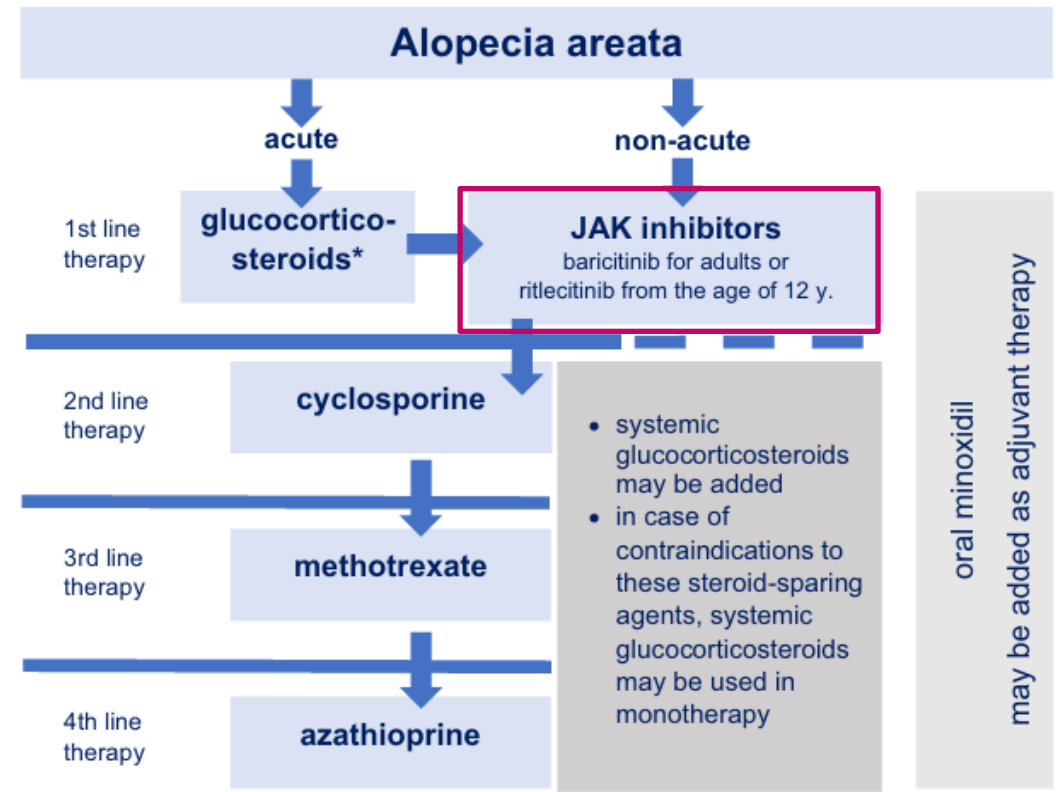 Alopecia areata
acute
non-acute
1st line
therapy
glucocortico-
steroids*
JAK inhibitors
baricitinib for adults or
ritlecitinib from the age of 12 y.
2nd line
therapy
cyclosporine
3rd line
therapy
methotrexate
4th line
therapy
azathioprine
• systemic
glucocorticosteroids
may be added
• in case of
contraindications to
these steroid-sparing
agents, systemic
glucocorticosteroids
may be used in
monotherapy
oral minoxidil
may be added as adjuvant therapy